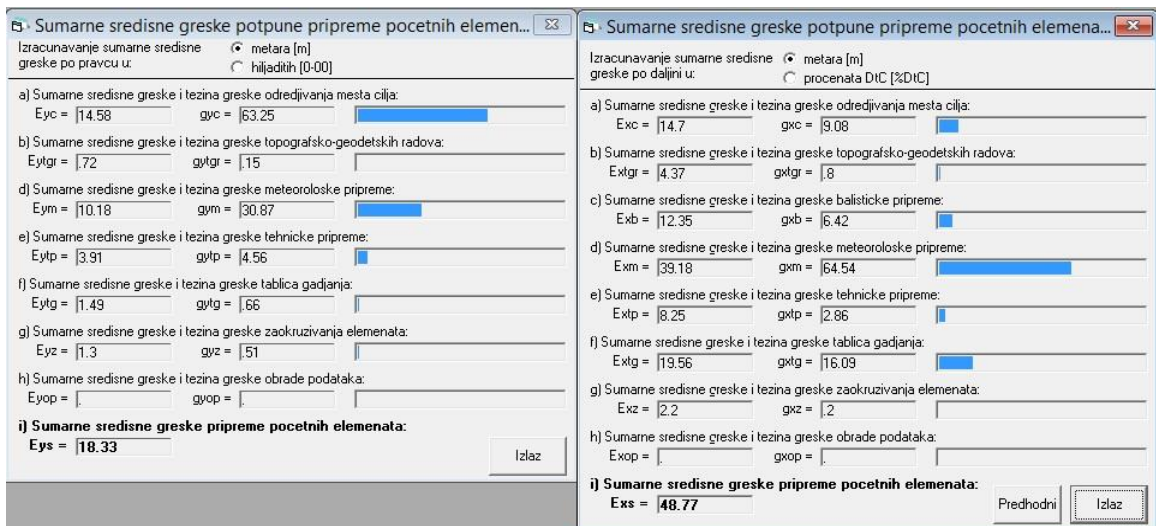 Sumarne sredisne greske potpune pripreme pocetnih elemen...
Izracunavanje sumarne sredisne
greske po pravcu u:
metara [m]
hiljaditih [0-00]
a) Sumarne sredisne greske i tezina greske odredjivanja mesta cilja:
Eyc = 14.58 gyc = 63.25
b) Sumarne sredisne greske i tezina greske topografsko-geodetskih radova:
Eytgr = .72 gytgr = .15
d) Sumarne sredisne greske i tezina greske meteoroloske pripreme:
Eym = 10.18 gym = 30.87
e) Sumarne sredisne greske i tezina greske tehnicke pripreme:
Eytp = 3.91 gytp = 4.56
f) Sumarne sredisne greske i tezina greske tablica gadjanja:
Eytg = 1.49 gytg = .66
g) Sumarne sredisne greske i tezina greske zaokruzivanja elemenata:
Eyz = 1.3 gyz = .51
h) Sumarne sredisne greske i tezina greske obrade podataka:
Eyop = . gyop = .
i) Sumarne sredisne greske pripreme pocetnih elemenata:
Eys = 18.33
Izlaz
Sumarne sredisne greske potpune pripreme pocetnih elemena...
Izracunavanje sumarne sredisne
greske po daljini u:
metara [m]
procenata DtC [%DtC]
a) Sumarne sredisne greske i tezina greske odredjivanja mesta cilja:
Exc = 14.7 gxc = 9.08
b) Sumarne sredisne greske i tezina greske topografsko-geodetskih radova:
Extgr = 4.37 gxtgr = .8
c) Sumarne sredisne greske i tezina greske balisticke pripreme:
Exb = 12.35 gxb = 6.42
d) Sumarne sredisne greske i tezina greske meteoroloske pripreme:
Exm = 39.18 gxm = 64.54
e) Sumarne sredisne greske i tezina greske tehnicke pripreme:
Extp = 8.25 gxtp = 2.86
f) Sumarne sredisne greske i tezina greske tablica gadjanja:
Extg = 19.56 gxtg = 16.09
g) Sumarne sredisne greske i tezina greske zaokruzivanja elemenata:
Exz = 2.2 gxz = .2
h) Sumarne sredisne greske i tezina greske obrade podataka:
Exop = . gxop = .
i) Sumarne sredisne greske pripreme pocetnih elemenata:
Exs = 48.77
Predhodni Izlaz